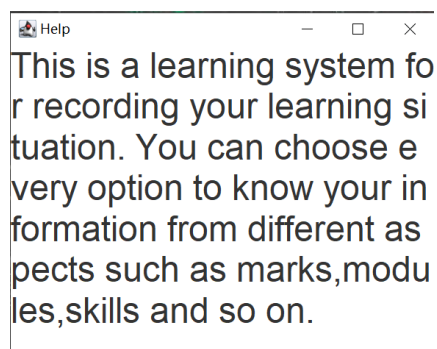 Help
This is a learning system fo
r recording your learning si
tuation. You can choose e
very option to know your in
formation from different as
pects such as marks,modu
les,skills and so on.